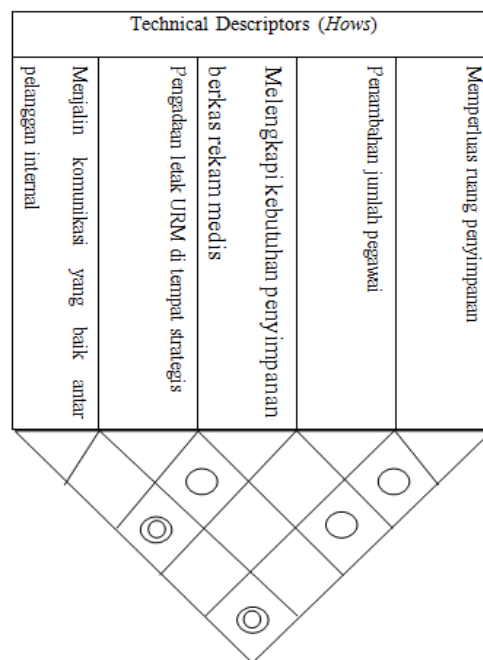 Technical Descriptors (Hows)
Menjalin komunikasi yang baik antar
pelanggan internal
Pengadaan letak URM di tempat strategis
Melengkapi kebutuhan penyimpanan
berkas rekam medis
Penambahan jumlah pegawai
Memperluas ruang penyimpanan